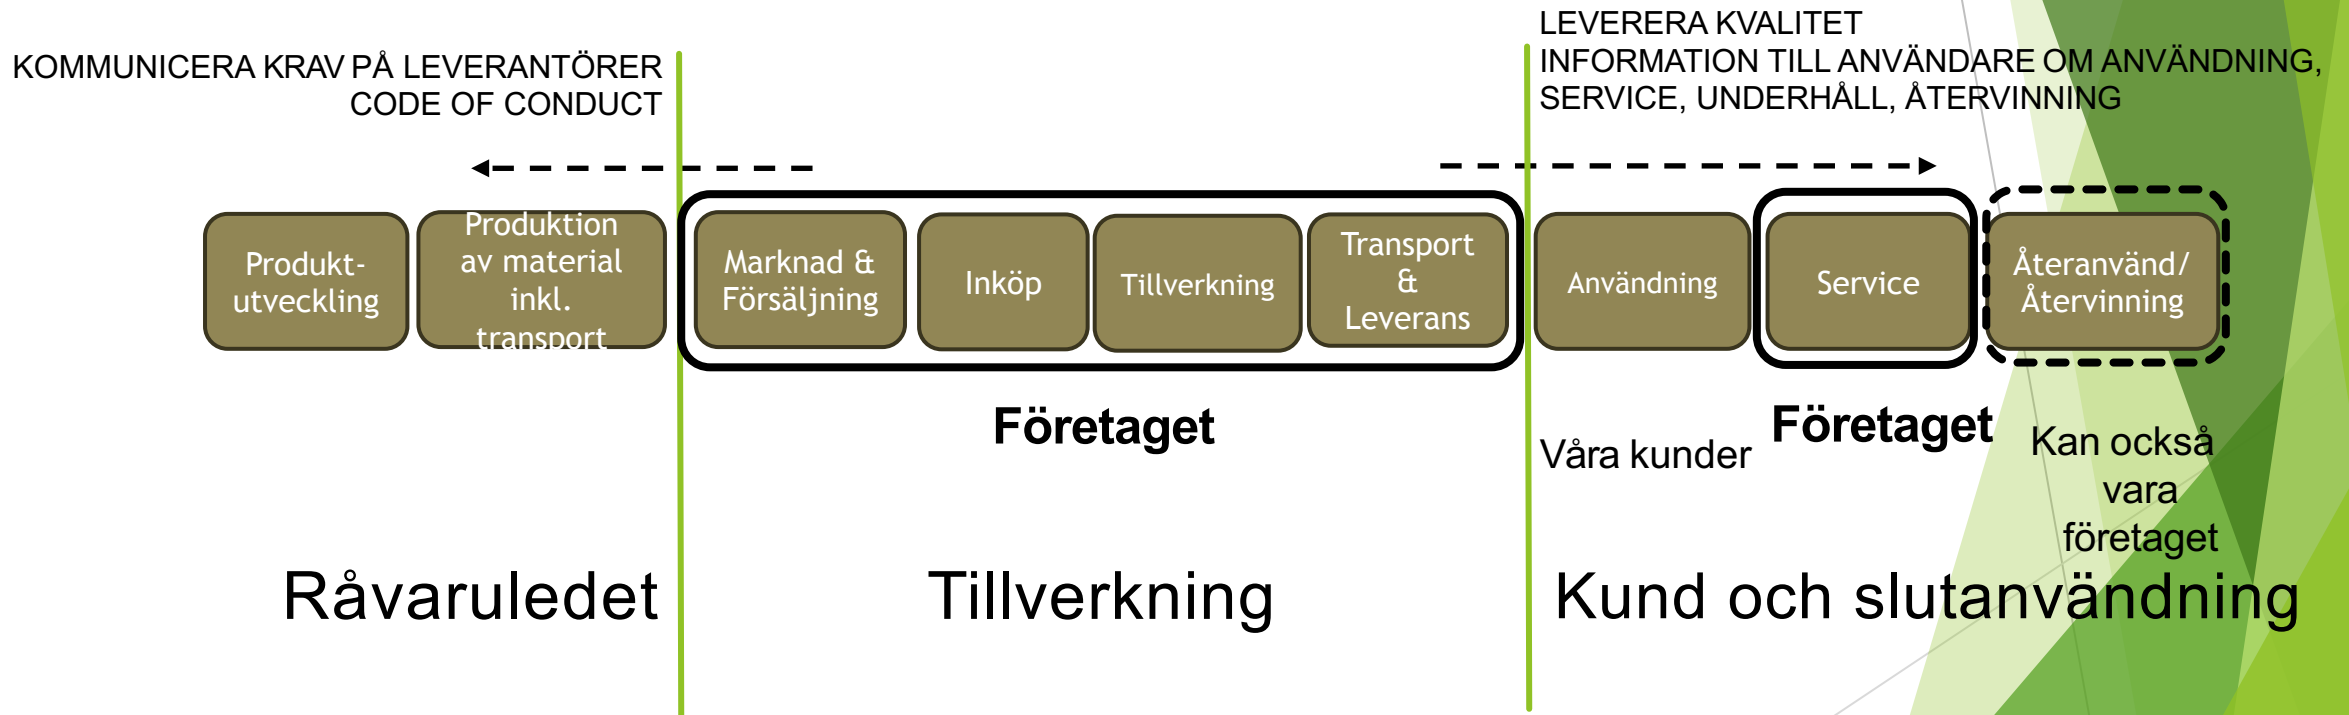 KOMMUNICERA KRAV PÅ LEVERANTÖRER
CODE OF CONDUCT
LEVERERA KVALITET
INFORMATION TILL ANVÄNDARE OM ANVÄNDNING,
SERVICE, UNDERHÅLL, ÅTERVINNING
Produkt-
utveckling
Produktion
av material
inkl.
transport
Marknad &
Försäljning
Inköp
Tillverkning
Transport
&
Leverans
Användning
Service
Återanvänd/
Återvinning
Företaget
Våra kunder
Företaget
Kan också
vara
företaget
Råvaruledet
Tillverkning
Kund och slutanvändning